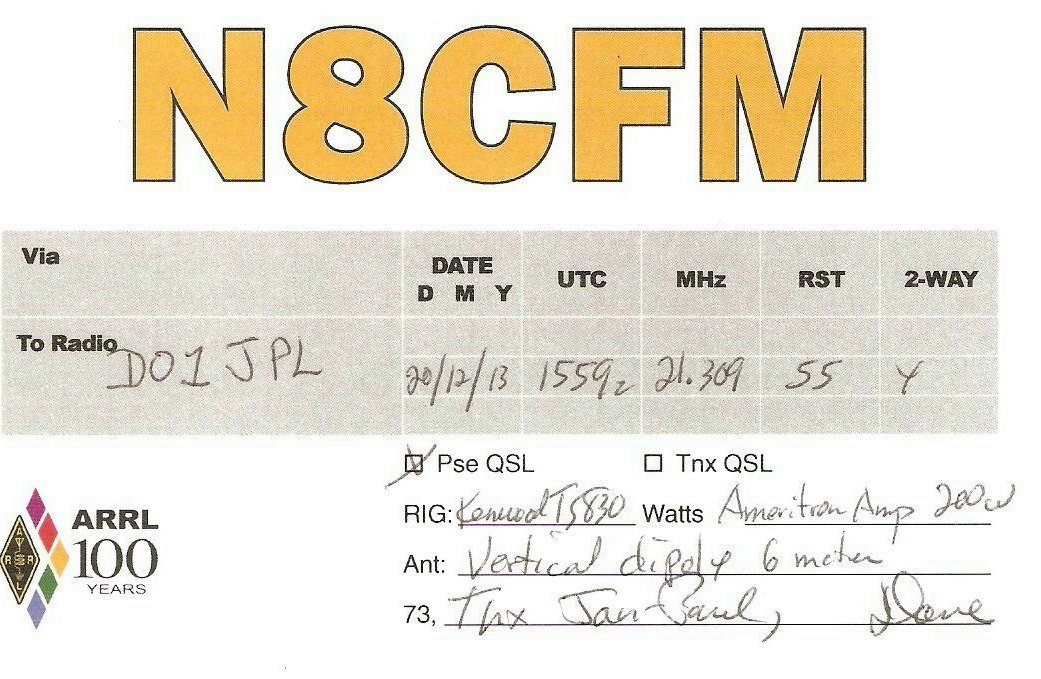 N8CFM
Via DATE UTC MHz RST 2-WAY
D M Y
To Radio DO1JPL 20/12/13 1559z 21.309 55 Y
Pse QSL Tnx QSL
RIG: Kenwood TS830 Watts Ameritron Amp 200w
Ant: Vertical dipole 6 meter
73, Tnx Jan-Paul, Dave
ARRL
100
YEARS